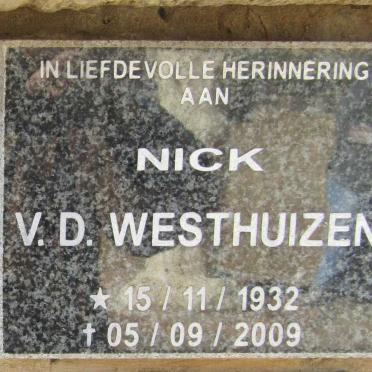 IN LIEFDEVOLLE HERINNERING
AAN
NICK
V. D. WESTHUIZEN
★ 15 / 11 / 1932
✝ 05 / 09 / 2009